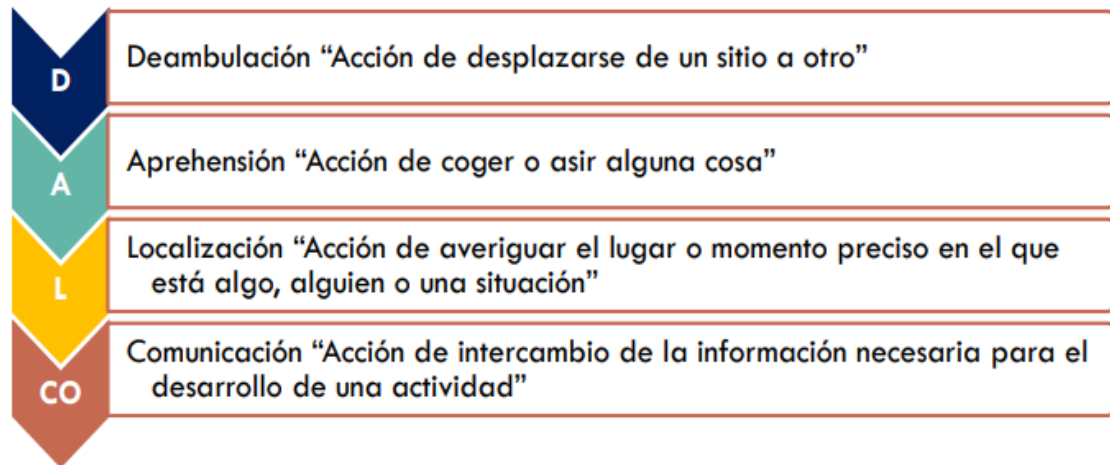 D
Deambulación “Acción de desplazarse de un sitio a otro”
A
Aprehensión “Acción de coger o asir alguna cosa”
L
Localización “Acción de averiguar el lugar o momento preciso en el que
está algo, alguien o una situación”
CO
Comunicación “Acción de intercambio de la información necesaria para el
desarrollo de una actividad”